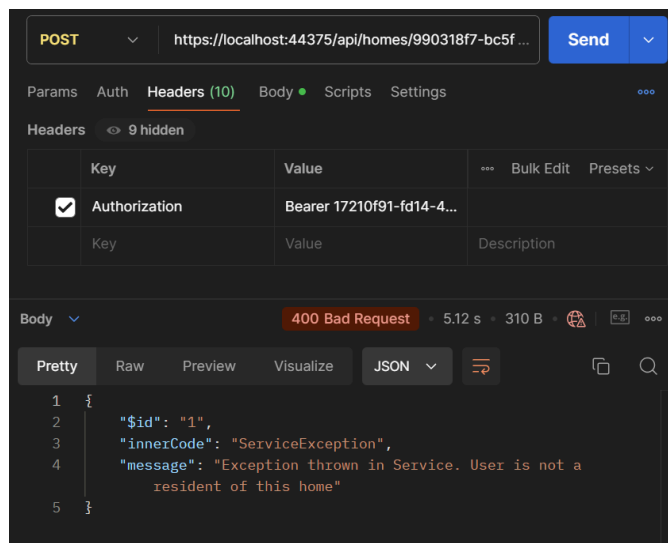 POST https://localhost:44375/api/homes/990318f7-bc5f ... Send
Params Auth Headers (10) Body Scripts Settings
Headers 9 hidden
Key Value Bulk Edit Presets
Authorization Bearer 17210f91-fd14-4...
Key Value Description
Body 400 Bad Request 5.12 s 310 B e.g.
Pretty Raw Preview Visualize JSON
1 {
2 "$id": "1",
3 "innerCode": "ServiceException",
4 "message": "Exception thrown in Service. User is not a
resident of this home"
5 }